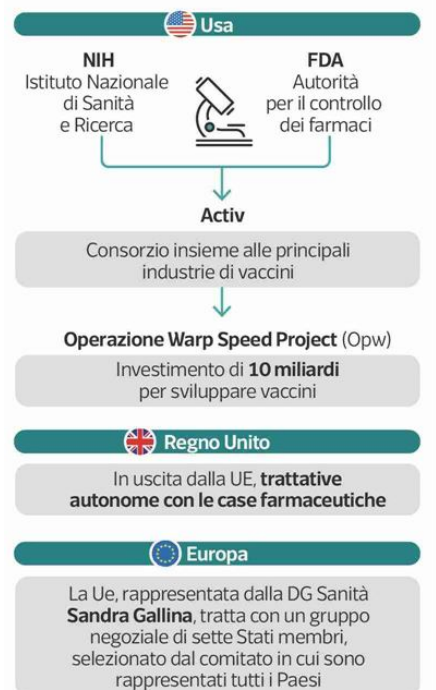 Usa
NIH
Istituto Nazionale
di Sanità
e Ricerca
FDA
Autorità
per il controllo
dei farmaci
Activ
Consorzio insieme alle principali
industrie di vaccini
Operazione Warp Speed Project (Opw)
Investimento di 10 miliardi
per sviluppare vaccini
Regno Unito
In uscita dalla UE, trattative
autonome con le case farmaceutiche
Europa
La Ue, rappresentata dalla DG Sanità
Sandra Gallina, tratta con un gruppo
negoziale di sette Stati membri,
selezionato dal comitato in cui sono
rappresentati tutti i Paesi